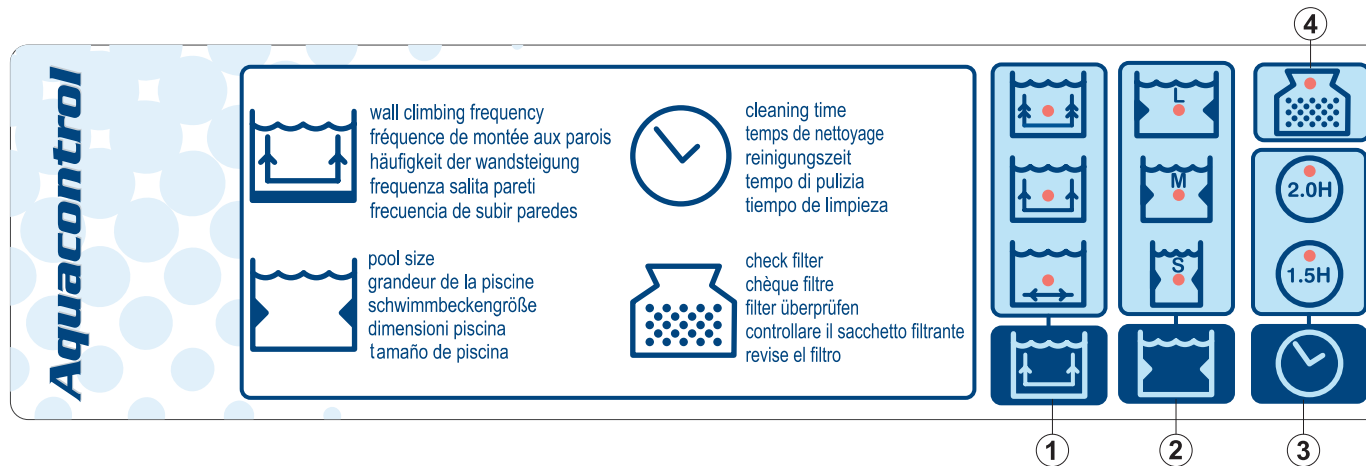 Aquacontrol
wall climbing frequency
fréquence de montée aux parois
häufigkeit der wandsteigung
frequenza salita pareti
frecuencia de subir paredes
pool size
grandeur de la piscine
schwimmbeckengröße
dimensioni piscina
tamaño de piscina
cleaning time
temps de nettoyage
reinigungszeit
tempo di pulizia
tiempo de limpieza
check filter
chèque filtre
filter überprüfen
controllare il sacchetto filtrante
revise el filtro
L
M
S
4
2.0H
1.5H
1
2
3